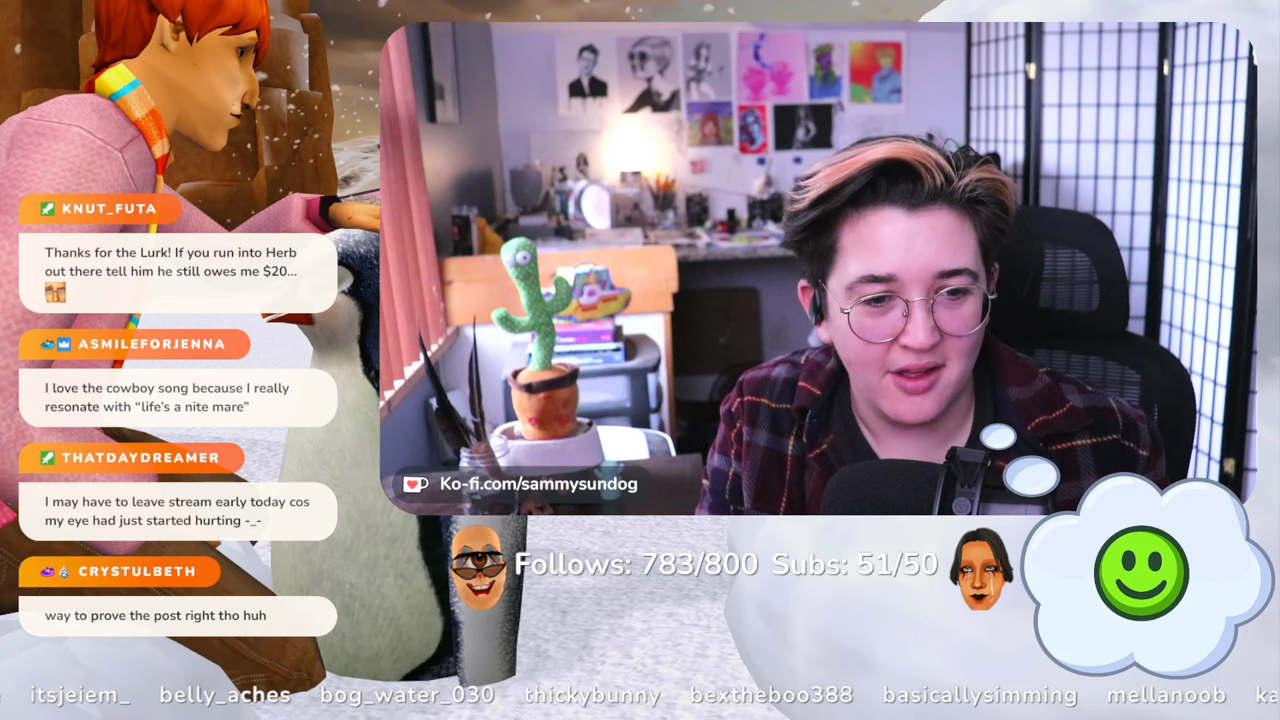 KNUT_FUTA
Thanks for the Lurk! If you run into Herb
out there tell him he still owes me $20...
ASMILEFORJENNA
I love the cowboy song because I really
resonate with “life’s a nite mare”
THATDAYDREAMER
I may have to leave stream early today cos
my eye had just started hurting -_-
CRYSTULBETH
way to prove the post right tho huh
Ko-fi.com/sammysundog
Follows: 783/800 Subs: 51/50
itsjeiem_ belly_aches bog_water_030 thickybunny bextheboo388 basicallysimming mellanoob ka